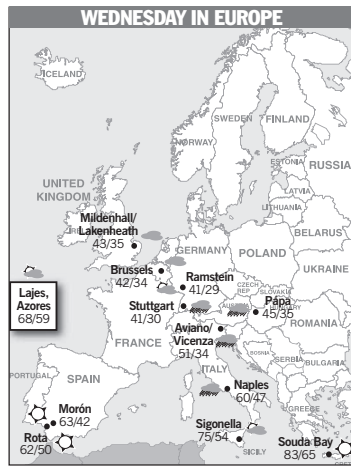 WEDNESDAY IN EUROPE
ICELAND
SWEDEN
FINLAND
NORWAY
ESTONIA
RUSSIA
LATVIA
LITHUANIA
UNITED
KINGDOM
Mildenhall/
Lakenheath
43/35
BELARUS
POLAND
GERMANY
UKRAINE
Brussels
42/34
Ramstein
41/29
CZECH
REP
SLOVAKIA
Lajes,
Azores
68/59
Stuttgart
41/30
Pápa
45/35
HUNGARY
ROMANIA
Aviano/
Vicenza
51/34
FRANCE
BOSNIA
SERBIA
BULGARIA
ITALY
PORTUGAL
SPAIN
Naples
60/47
GREECE
Morón
63/42
Rota
62/50
Sigonella
75/54
SICILY
Souda Bay
83/65